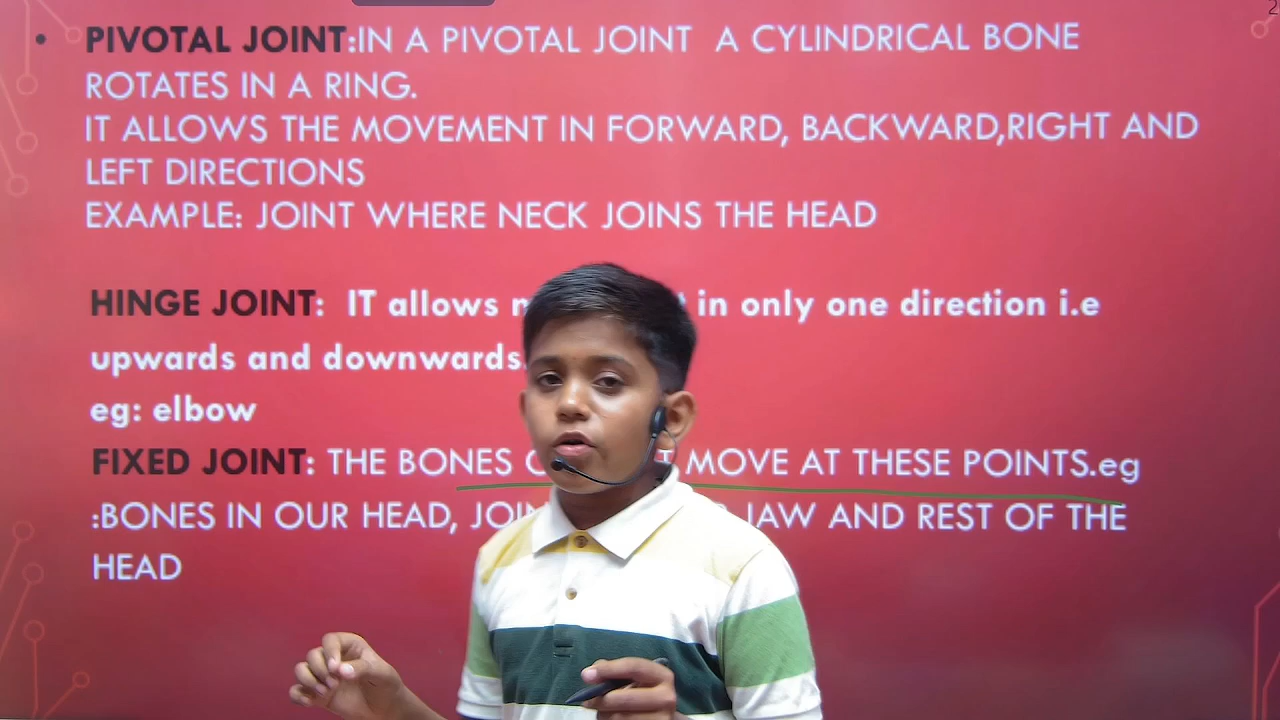 PIVOTAL JOINT:IN A PIVOTAL JOINT A CYLINDRICAL BONE
ROTATES IN A RING.
IT ALLOWS THE MOVEMENT IN FORWARD, BACKWARD,RIGHT AND
LEFT DIRECTIONS
EXAMPLE: JOINT WHERE NECK JOINS THE HEAD
HINGE JOINT: IT allows in only one direction i.e
upwards and downwards.
eg: elbow
FIXED JOINT: THE BONES MOVE AT THESE POINTS.eg
:BONES IN OUR HEAD, JAW AND REST OF THE
HEAD
2